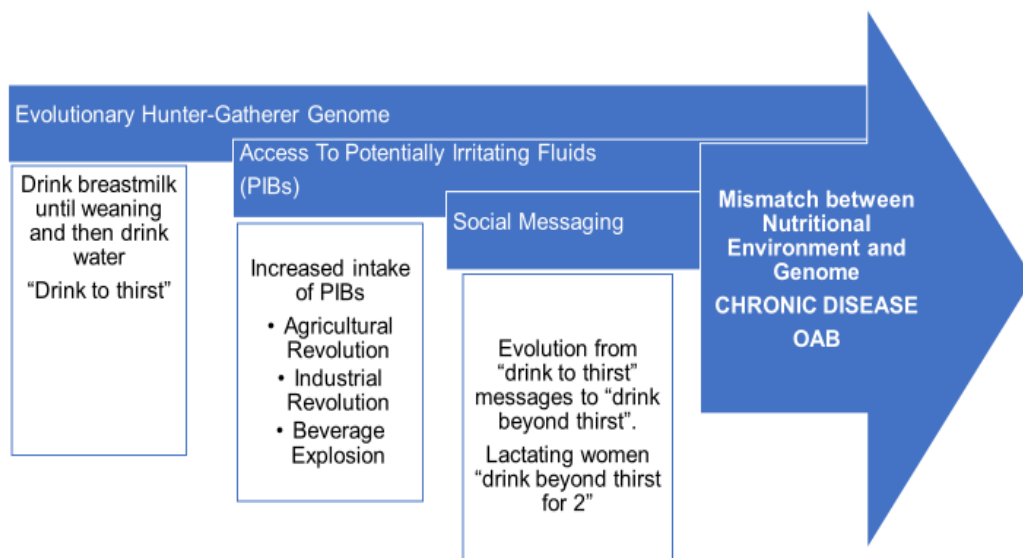 Evolutionary Hunter-Gatherer Genome
Drink breastmilk
until weaning
and then drink
water
“Drink to thirst”
Access To Potentially Irritating Fluids
(PIBs)
Increased intake
of PIBs
• Agricultural
Revolution
• Industrial
Revolution
• Beverage
Explosion
Social Messaging
Evolution from
“drink to thirst”
messages to “drink
beyond thirst”.
Lactating women
“drink beyond thirst
for 2”
Mismatch between
Nutritional
Environment and
Genome
CHRONIC DISEASE
OAB